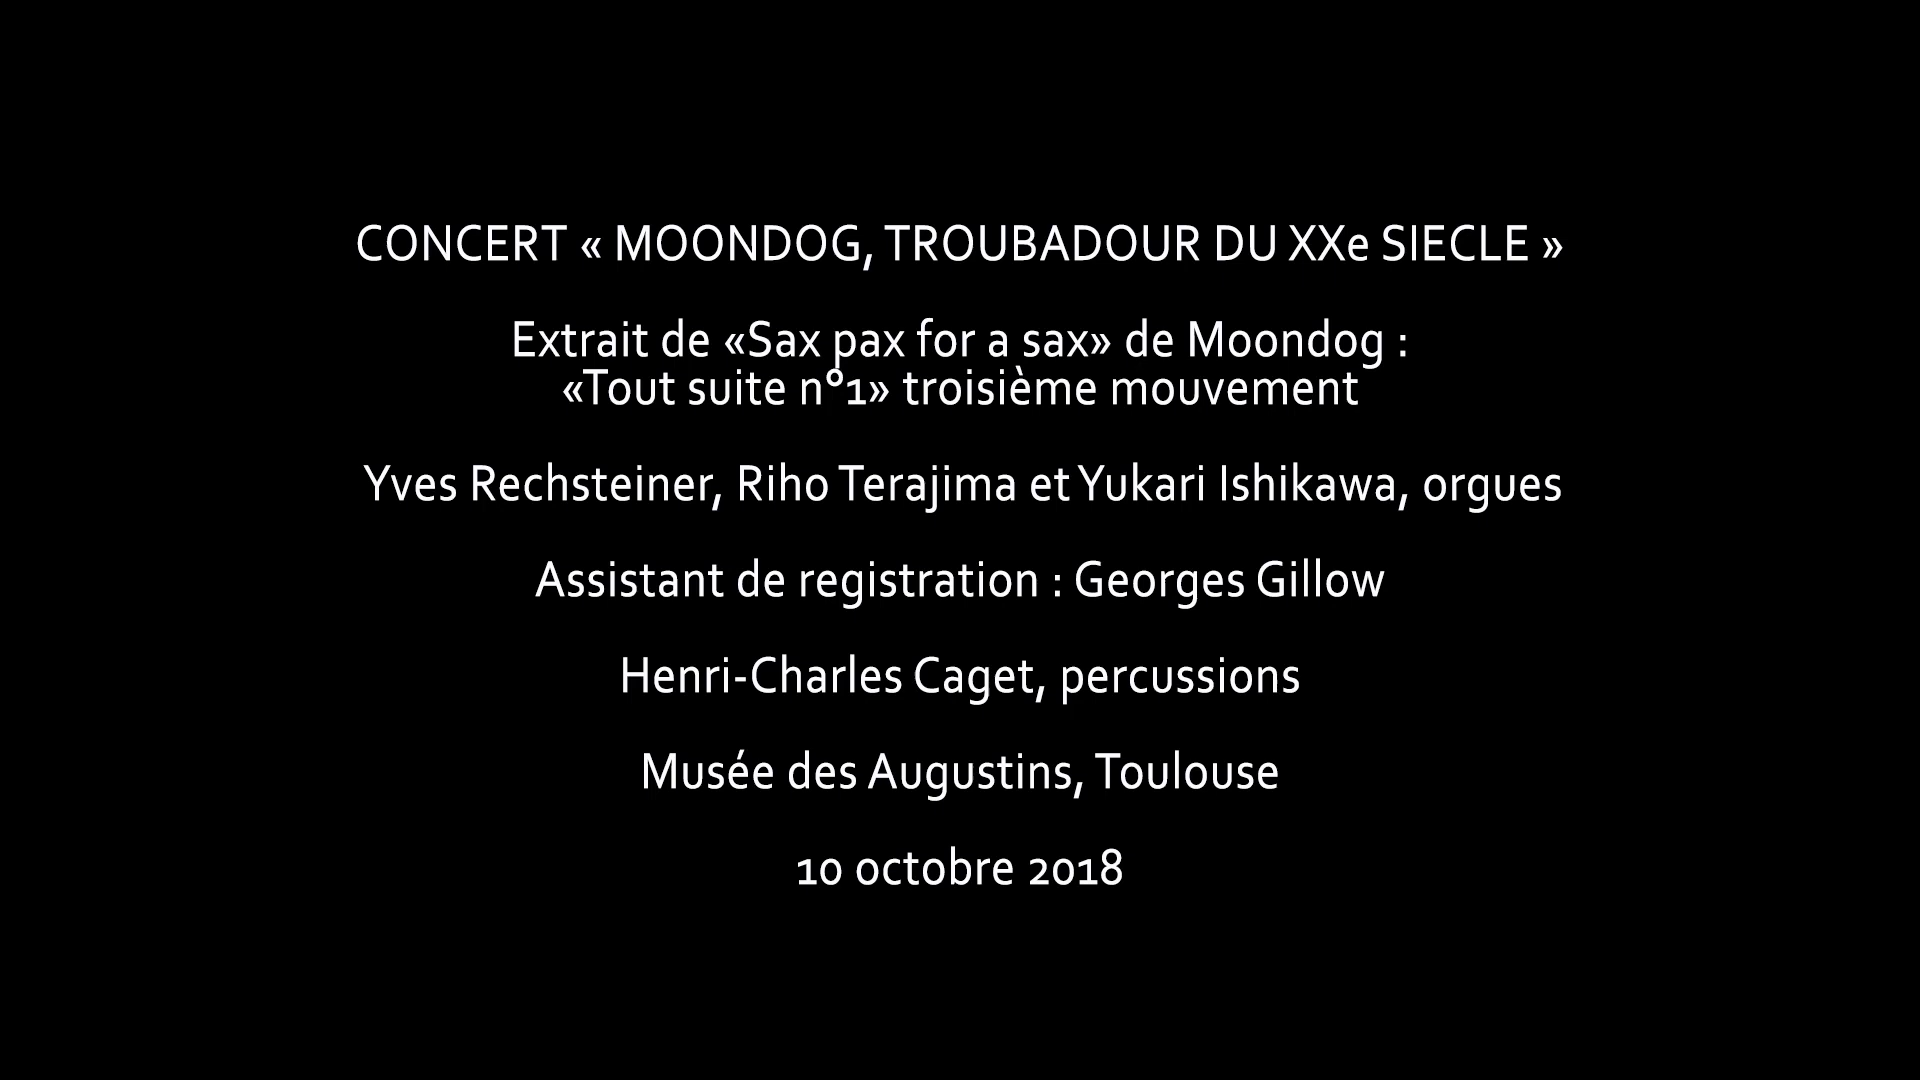 CONCERT « MOONDOG, TROUBADOUR DU XXe SIECLE »
Extrait de «Sax pax for a sax» de Moondog :
«Tout suite n°1» troisième mouvement
Yves Rechsteiner, Riho Terajima et Yukari Ishikawa, orgues
Assistant de registration : Georges Gillow
Henri-Charles Caget, percussions
Musée des Augustins, Toulouse
10 octobre 2018